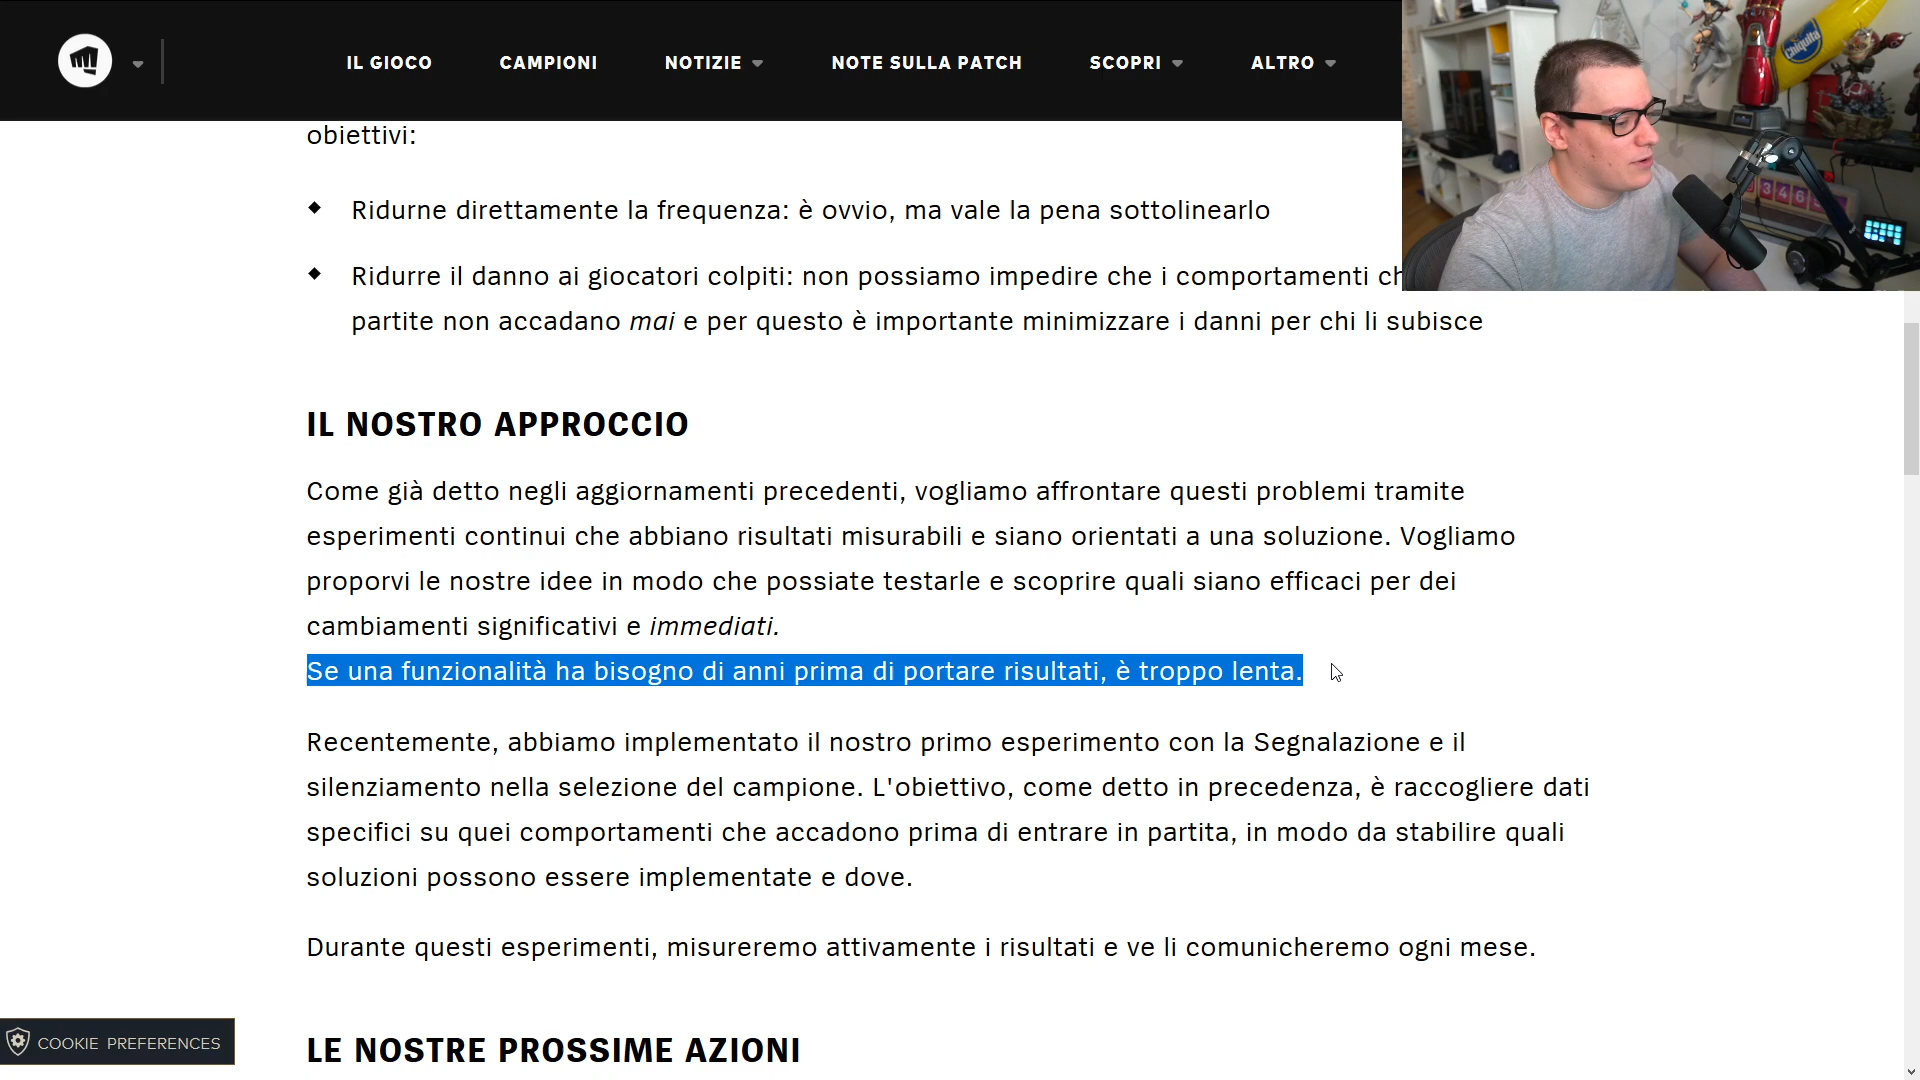 IL GIOCO CAMPIONI NOTIZIE NOTE SULLA PATCH SCOPRI ALTRO
Chiquita
obiettivi:
Ridurne direttamente la frequenza: è ovvio, ma vale la pena sottolinearlo
Ridurre il danno ai giocatori colpiti: non possiamo impedire che i comportamenti
partite non accadano mai e per questo è importante minimizzare i danni per chi li subisce
IL NOSTRO APPROCCIO
Come già detto negli aggiornamenti precedenti, vogliamo affrontare questi problemi tramite
esperimenti continui che abbiano risultati misurabili e siano orientati a una soluzione. Vogliamo
proporvi le nostre idee in modo che possiate testarle e scoprire quali siano efficaci per dei
cambiamenti significativi e immediati.
Se una funzionalità ha bisogno di anni prima di portare risultati, è troppo lenta.
Recentemente, abbiamo implementato il nostro primo esperimento con la Segnalazione e il
silenziamento nella selezione del campione. L'obiettivo, come detto in precedenza, è raccogliere dati
specifici su quei comportamenti che accadono prima di entrare in partita, in modo da stabilire quali
soluzioni possono essere implementate e dove.
Durante questi esperimenti, misureremo attivamente i risultati e ve li comunicheremo ogni mese.
COOKIE PREFERENCES
LE NOSTRE PROSSIME AZIONI